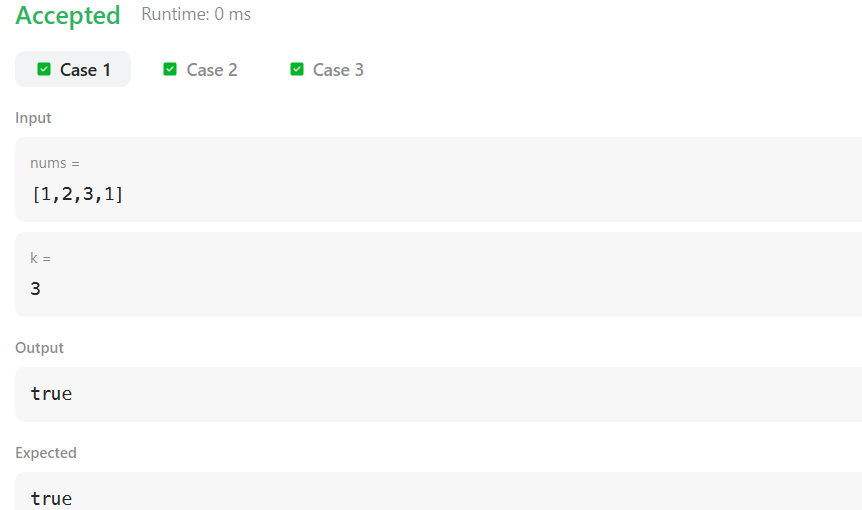 Accepted Runtime: 0 ms
Case 1 Case 2 Case 3
Input
nums =
[1,2,3,1]
k =
3
Output
true
Expected
true